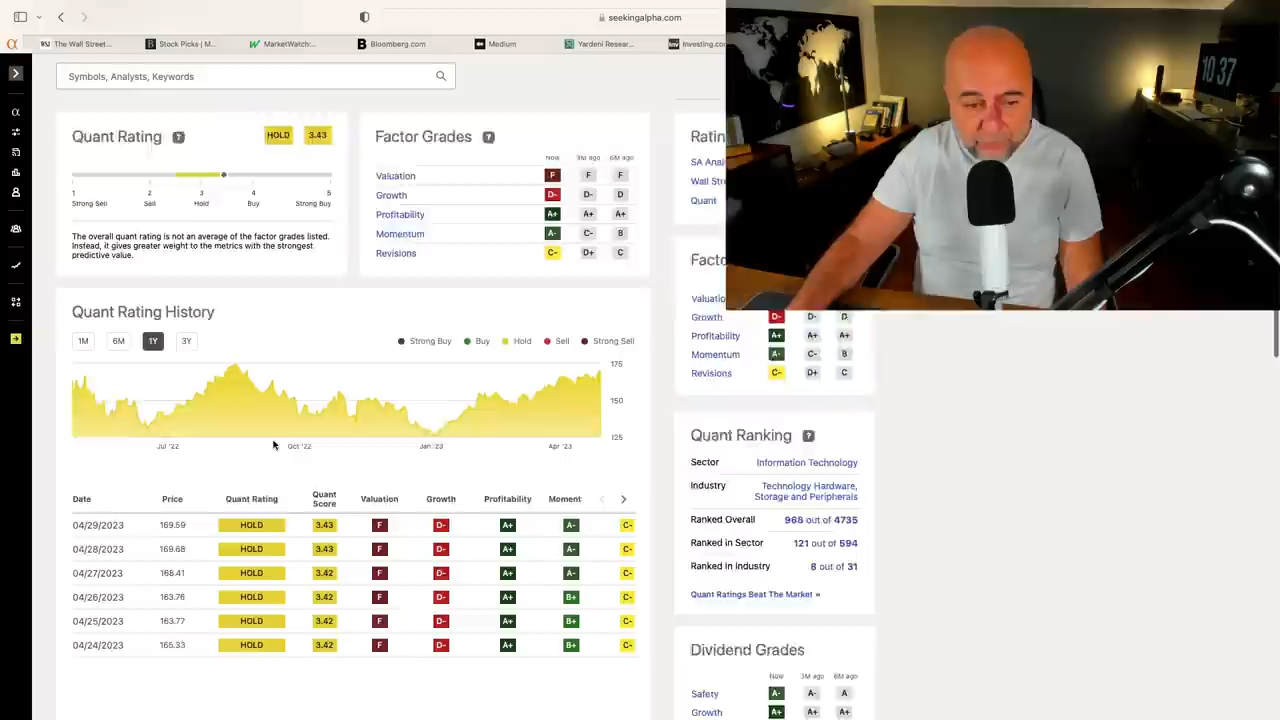 seekingalpha.com
The Wall Street...
Stock Picks | M...
MarketWatch:...
Bloomberg.com
Medium
Yardeni Resear...
Investing.com
Symbols, Analysts, Keywords
Quant Rating ? HOLD 3.43
1 2 3 4 5
Strong Sell Sell Hold Buy Strong Buy
The overall quant rating is not an average of the factor grades listed.
Instead, it gives greater weight to the metrics with the strongest
predictive value.
Factor Grades ?
Now 3M ago 6M ago
Valuation F F F
Growth D- D- D
Profitability A+ A+ A+
Momentum A- C- B
Revisions C- D+ C
Quant Rating History
1M 6M 1Y 3Y
Strong Buy Buy Hold Sell Strong Sell
175
150
125
Jul '22 Oct '22 Jan '23 Apr '23
Date Price Quant Rating Quant Score Valuation Growth Profitability Moment
04/29/2023 169.59 HOLD 3.43 F D- A+ A- C-
04/28/2023 169.68 HOLD 3.43 F D- A+ A- C-
04/27/2023 168.41 HOLD 3.42 F D- A+ A- C-
04/26/2023 163.76 HOLD 3.42 F D- A+ B+ C-
04/25/2023 163.77 HOLD 3.42 F D- A+ B+ C-
04/24/2023 165.33 HOLD 3.42 F D- A+ B+ C-
Ratin
SA Anal
Wall Stre
Quant
Facto
Valuatio
Growth D- D- D
Profitability A+ A+ A+
Momentum A- C- B
Revisions C- D+ C
Quant Ranking ?
Sector Information Technology
Industry Technology Hardware,
Storage and Peripherals
Ranked Overall 968 out of 4735
Ranked in Sector 121 out of 594
Ranked in Industry 8 out of 31
Quant Ratings Beat The Market »
Dividend Grades
Now 3M ago 6M ago
Safety A- A- A
Growth A+ A+ A+
10 37